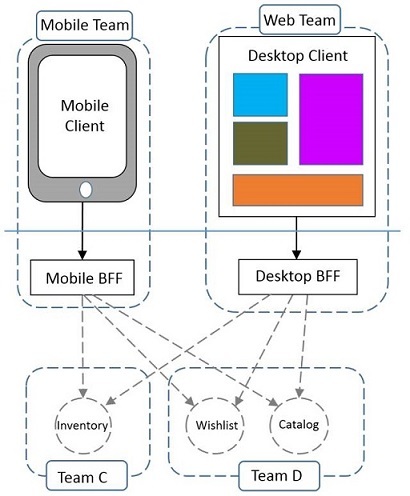 Mobile Team
Web Team
Mobile
Client
Desktop Client
Mobile BFF
Desktop BFF
Inventory
Wishlist
Catalog
Team C
Team D